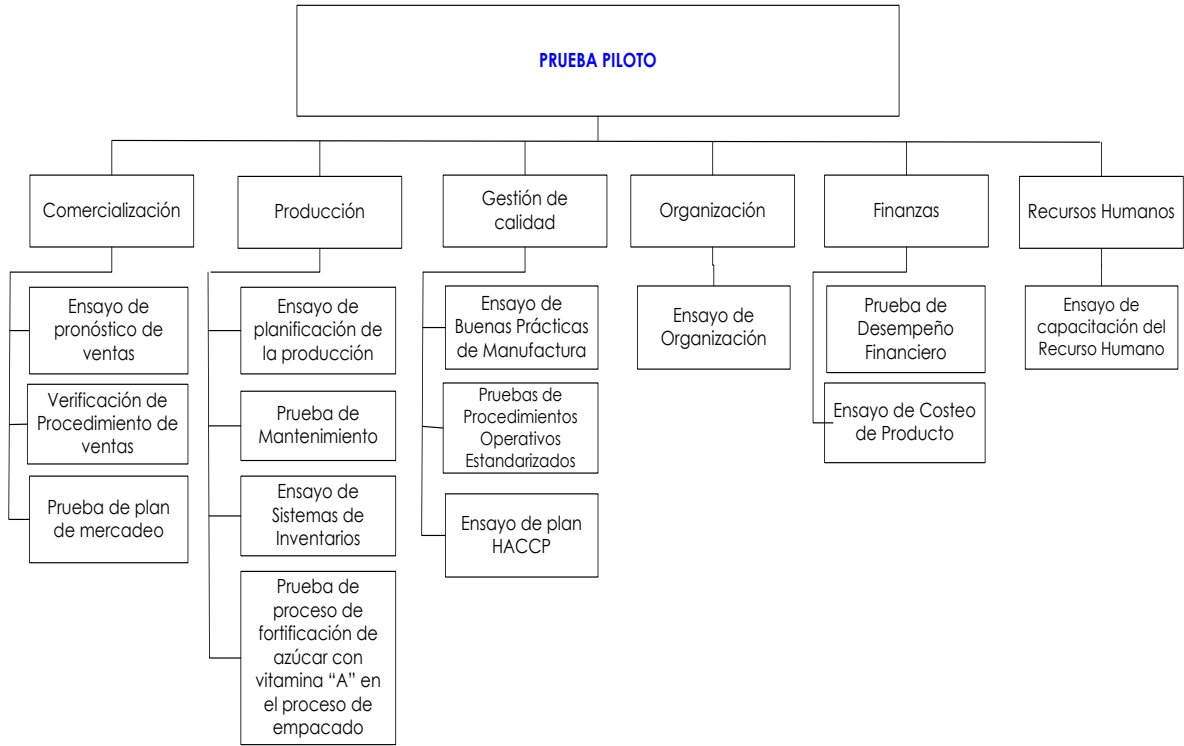 PRUEBA PILOTO
Comercialización
Producción
Gestión de
calidad
Organización
Finanzas
Recursos Humanos
Ensayo de
pronóstico de
ventas
Verificación de
Procedimiento de
ventas
Prueba de plan
de mercadeo
Ensayo de
planificación de
la producción
Prueba de
Mantenimiento
Ensayo de
Sistemas de
Inventarios
Prueba de
proceso de
fortificación de
azúcar con
vitamina “A” en
el proceso de
empacado
Ensayo de
Buenas Prácticas
de Manufactura
Pruebas de
Procedimientos
Operativos
Estandarizados
Ensayo de plan
HACCP
Ensayo de
Organización
Prueba de
Desempeño
Financiero
Ensayo de Costeo
de Producto
Ensayo de
capacitación del
Recurso Humano